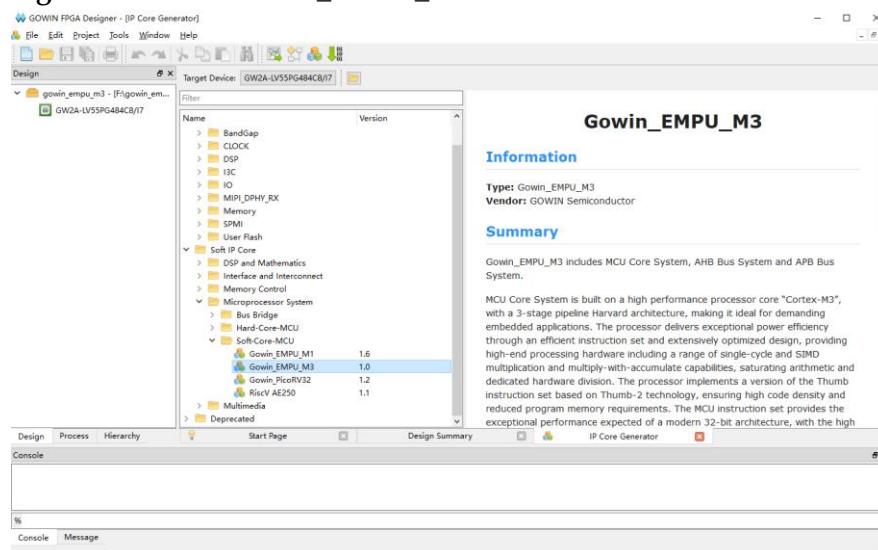 GOWIN FPGA Designer - [IP Core Generator]
File Edit Project Tools Window Help
Design
Target Device: GW2A-LV55PG484C8/I7
gowin_empu_m3 - [F:\gowin_em...
GW2A-LV55PG484C8/I7
Filter
Name Version
BandGap
CLOCK
DSP
I3C
IO
MIPI_DPHY_RX
Memory
SPMI
User Flash
Soft IP Core
DSP and Mathematics
Interface and Interconnect
Memory Control
Microprocessor System
Bus Bridge
Hard-Core-MCU
Soft-Core-MCU
Gowin_EMPU_M1 1.6
Gowin_EMPU_M3 1.0
Gowin_PicoRV32 1.2
RiscV AE250 1.1
Multimedia
Deprecated
Gowin_EMPU_M3
Information
Type: Gowin_EMPU_M3
Vendor: GOWIN Semiconductor
Summary
Gowin_EMPU_M3 includes MCU Core System, AHB Bus System and APB Bus
System.
MCU Core System is built on a high performance processor core "Cortex-M3",
with a 3-stage pipeline Harvard architecture, making it ideal for demanding
embedded applications. The processor delivers exceptional power efficiency
through an efficient instruction set and extensively optimized design, providing
high-end processing hardware including a range of single-cycle and SIMD
multiplication and multiply-with-accumulate capabilities, saturating arithmetic and
dedicated hardware division. The processor implements a version of the Thumb
instruction set based on Thumb-2 technology, ensuring high code density and
reduced program memory requirements. The MCU instruction set provides the
exceptional performance expected of a modern 32-bit architecture, with the high
Design Process Hierarchy
Start Page Design Summary IP Core Generator
Console
%
Console Message